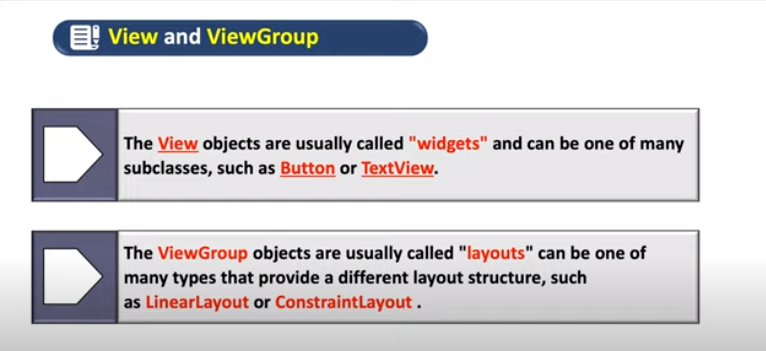 View and ViewGroup
The View objects are usually called "widgets" and can be one of many
subclasses, such as Button or TextView.
The ViewGroup objects are usually called "layouts" can be one of
many types that provide a different layout structure, such
as LinearLayout or ConstraintLayout .